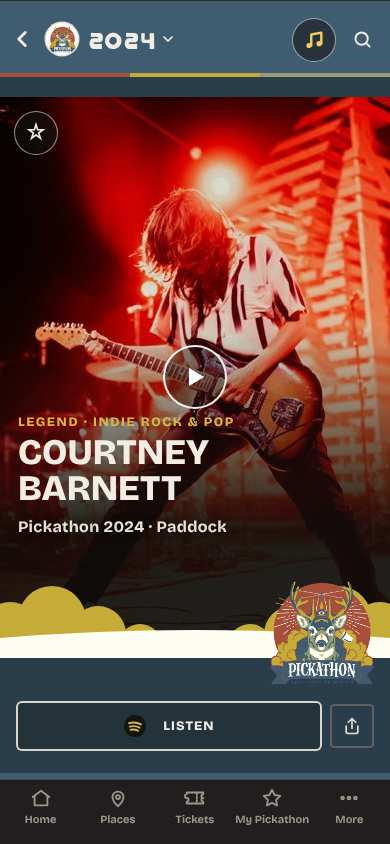 2024
LEGEND · INDIE ROCK & POP
COURTNEY
BARNETT
Pickathon 2024 · Paddock
PICKATHON
LISTEN
Home
Places
Tickets
My Pickathon
More